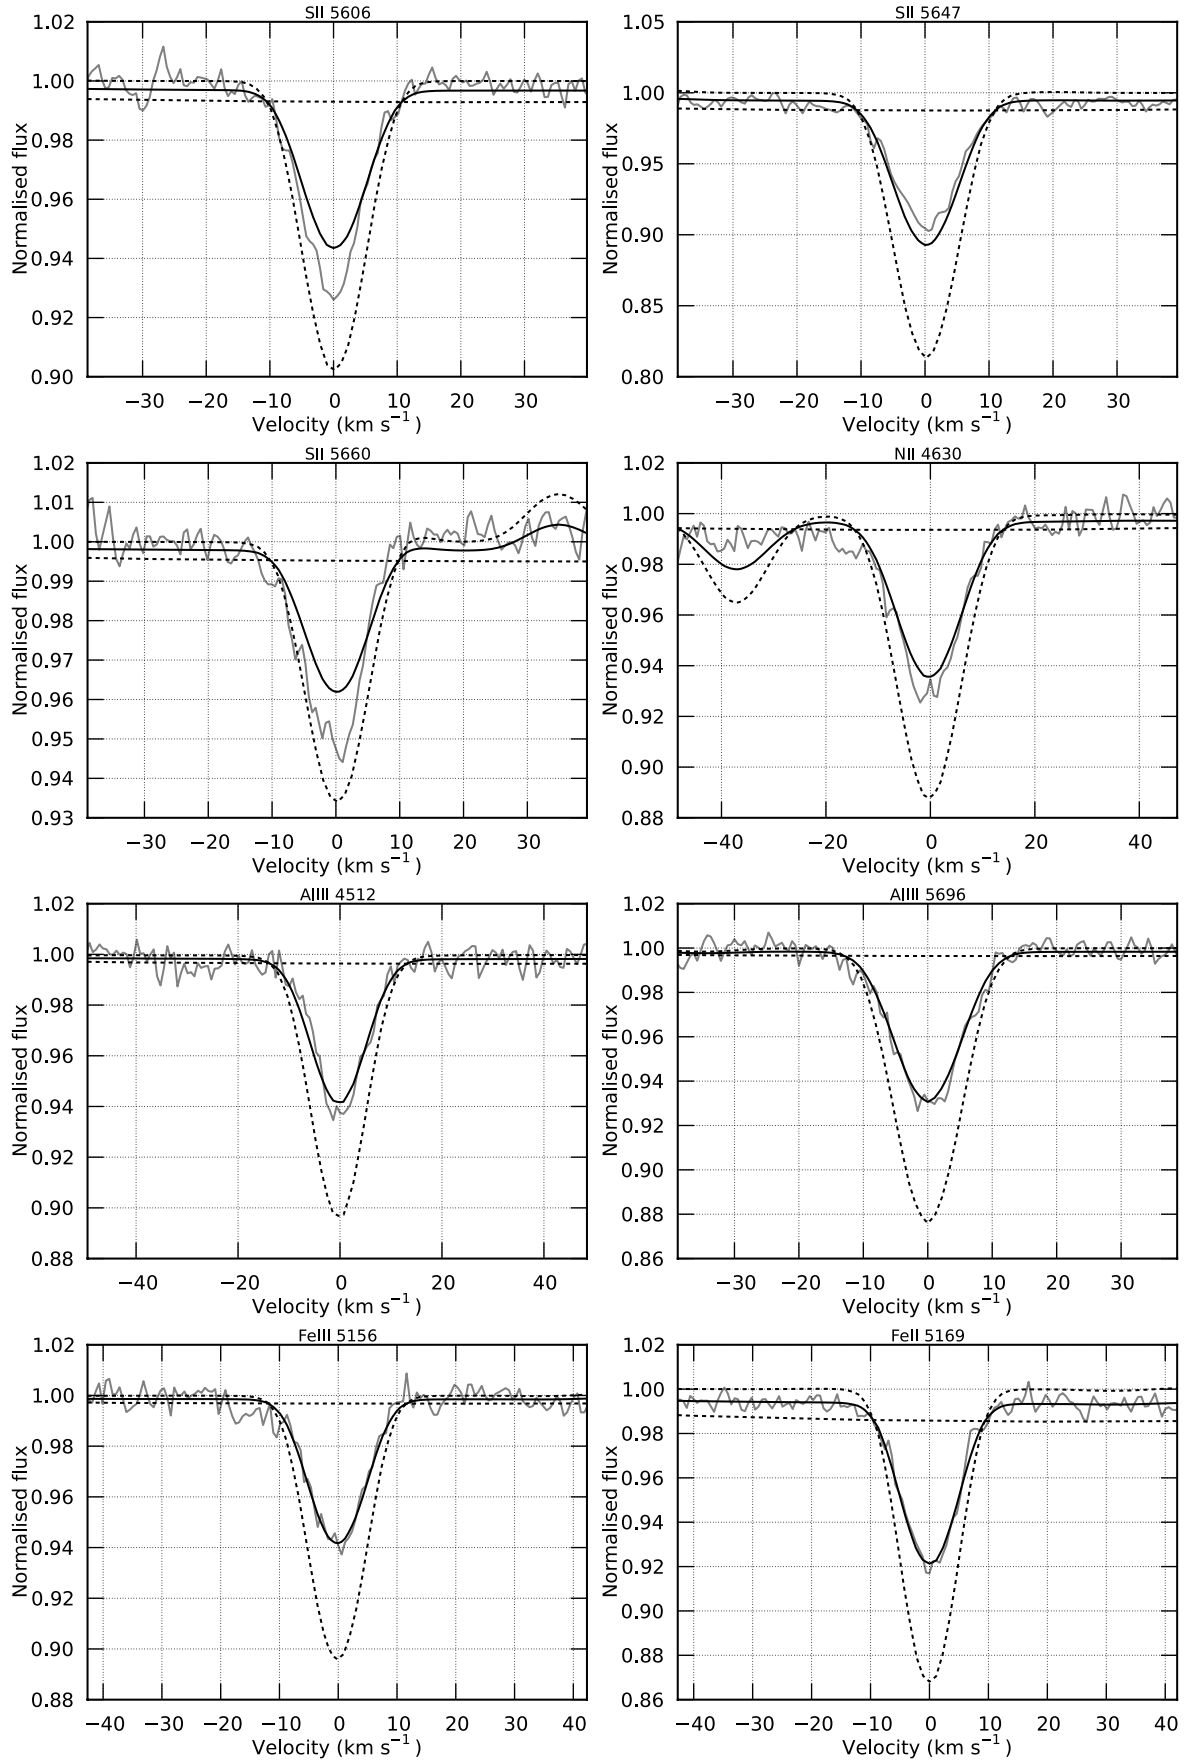 SII 5606
1.02
1.00
0.98
0.96
0.94
0.92
0.90
Normalised flux
−30 −20 −10 0 10 20 30
Velocity (km s−1)
SII 5647
1.05
1.00
0.95
0.90
0.85
0.80
Normalised flux
−30 −20 −10 0 10 20 30
Velocity (km s−1)
SII 5660
1.02
1.01
1.00
0.99
0.98
0.97
0.96
0.95
0.94
0.93
Normalised flux
−30 −20 −10 0 10 20 30
Velocity (km s−1)
NII 4630
1.02
1.00
0.98
0.96
0.94
0.92
0.90
0.88
Normalised flux
−40 −20 0 20 40
Velocity (km s−1)
AlIII 4512
1.02
1.00
0.98
0.96
0.94
0.92
0.90
0.88
Normalised flux
−40 −20 0 20 40
Velocity (km s−1)
AlIII 5696
1.02
1.00
0.98
0.96
0.94
0.92
0.90
0.88
0.86
Normalised flux
−30 −20 −10 0 10 20 30
Velocity (km s−1)
FeIII 5156
1.02
1.00
0.98
0.96
0.94
0.92
0.90
0.88
Normalised flux
−40 −30 −20 −10 0 10 20 30 40
Velocity (km s−1)
FeII 5169
1.02
1.00
0.98
0.96
0.94
0.92
0.90
0.88
0.86
Normalised flux
−40 −30 −20 −10 0 10 20 30 40
Velocity (km s−1)